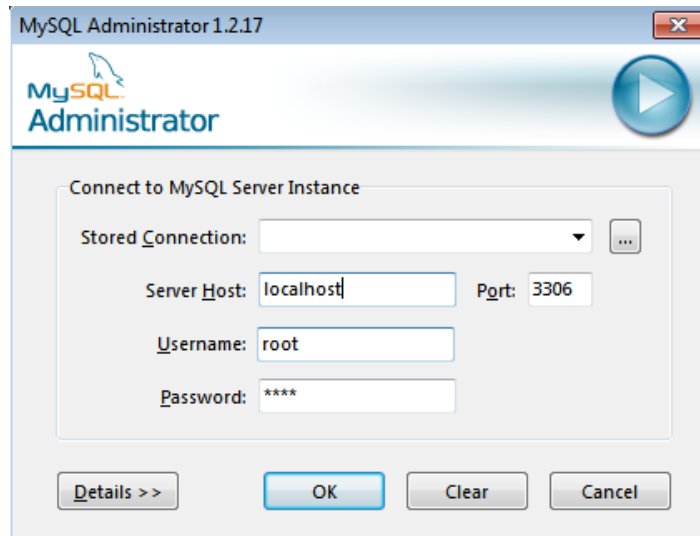 MySQL Administrator 1.2.17
MySQL
Administrator
Connect to MySQL Server Instance
Stored Connection:
...
Server Host: localhost Port: 3306
Username: root
Password: ****
Details >> OK Clear Cancel